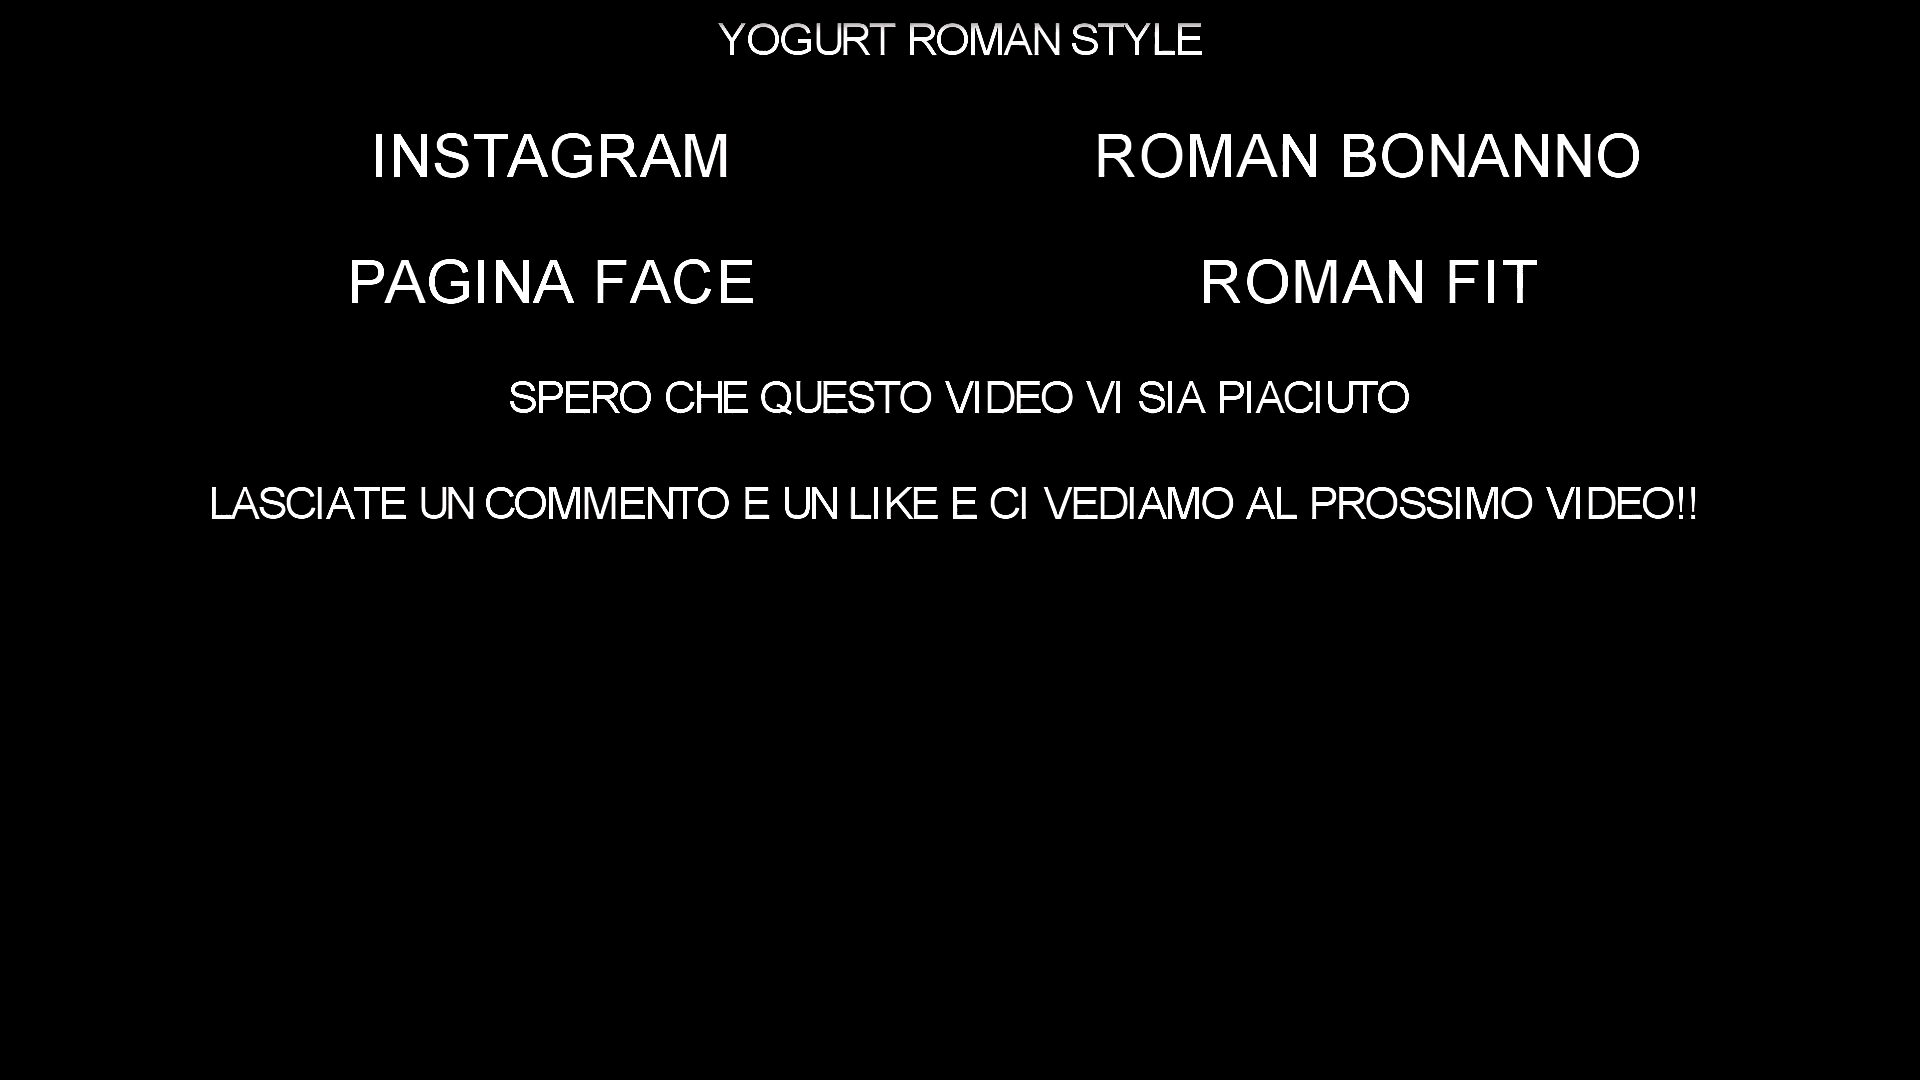 YOGURT ROMAN STYLE
INSTAGRAM ROMAN BONANNO
PAGINA FACE ROMAN FIT
SPERO CHE QUESTO VIDEO VI SIA PIACIUTO
LASCIATE UN COMMENTO E UN LIKE E CI VEDIAMO AL PROSSIMO VIDEO!!